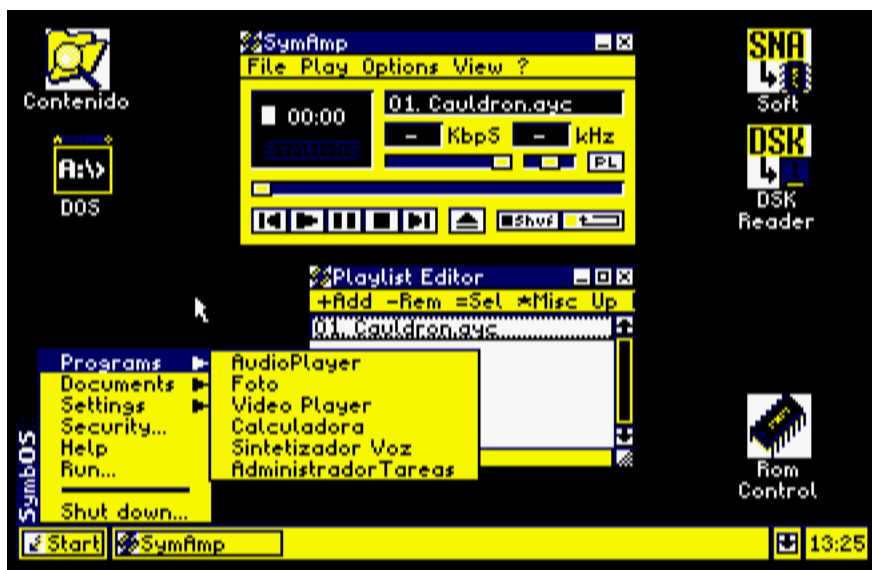 Contenido
A:\>
DOS
SymAmp
File Play Options View ?
00:00
SymbiosiS
01. Cauldron.ayc
- KbpS - kHz
PL
Shuf
SNA
Soft
DSK
DSK
Reader
Playlist Editor
+Add -Rem =Sel *Misc Up
01. Cauldron.ayc
SymbOS
Programs
Documents
Settings
Security...
Help
Run...
Shut down...
AudioPlayer
Foto
Video Player
Calculadora
Sintetizador Voz
AdministradorTareas
Rom
Control
Start
SymAmp
13:25